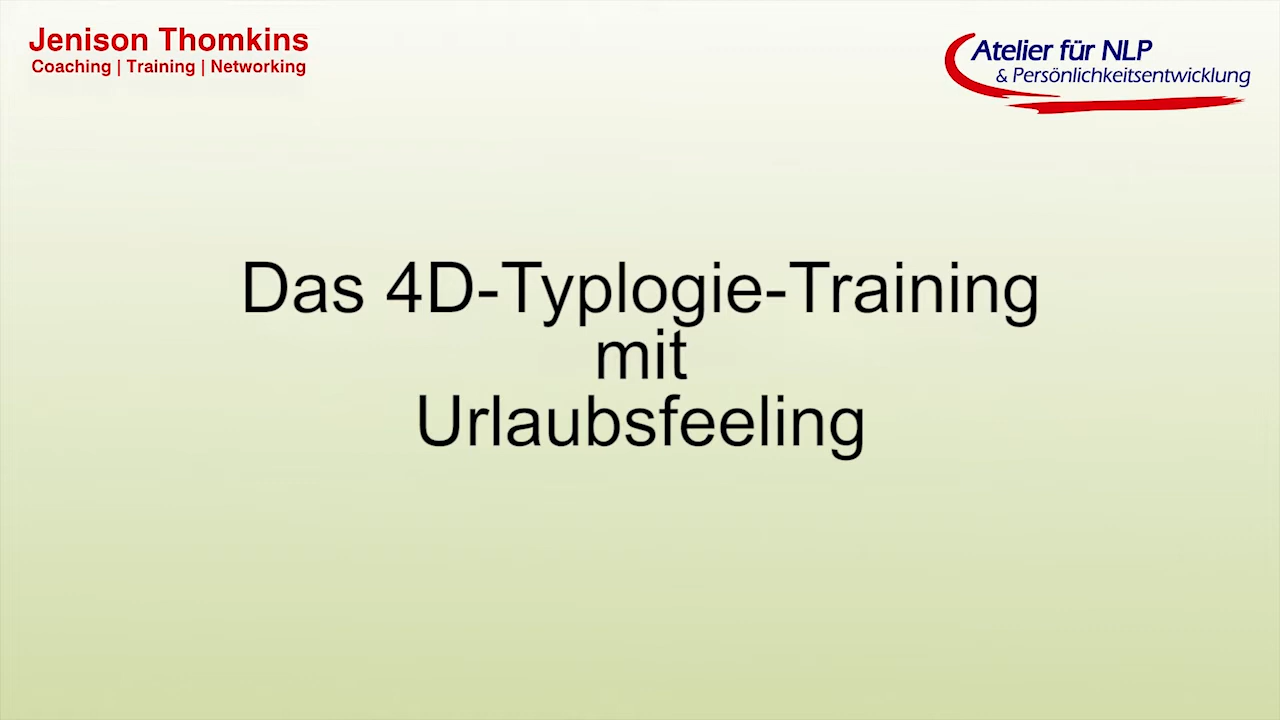 Jenison Thomkins
Coaching | Training | Networking
Atelier für NLP
& Persönlichkeitsentwicklung
Das 4D-Typlogie-Training
mit
Urlaubsfeeling